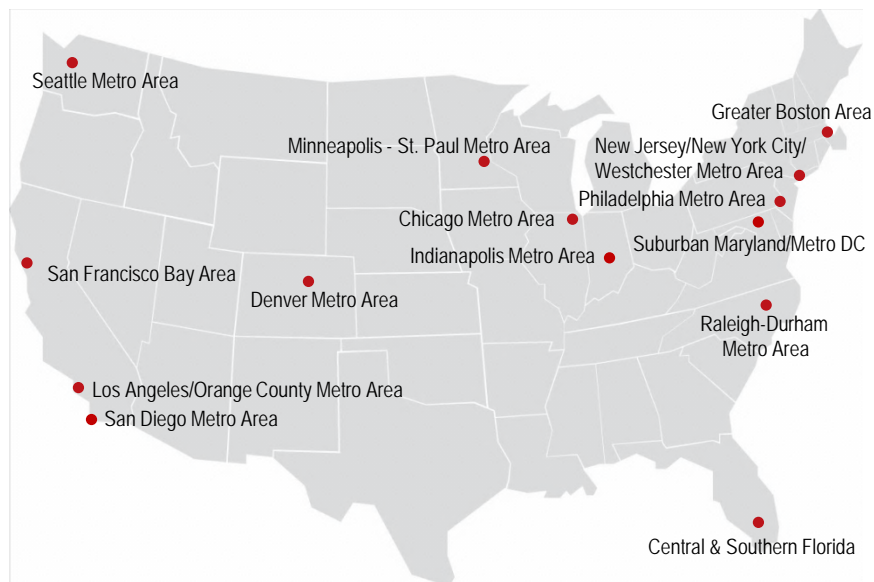 Seattle Metro Area
Greater Boston Area
Minneapolis - St. Paul Metro Area
New Jersey/New York City/
Westchester Metro Area
Philadelphia Metro Area
Chicago Metro Area
Suburban Maryland/Metro DC
Indianapolis Metro Area
San Francisco Bay Area
Denver Metro Area
Raleigh-Durham
Metro Area
Los Angeles/Orange County Metro Area
San Diego Metro Area
Central & Southern Florida